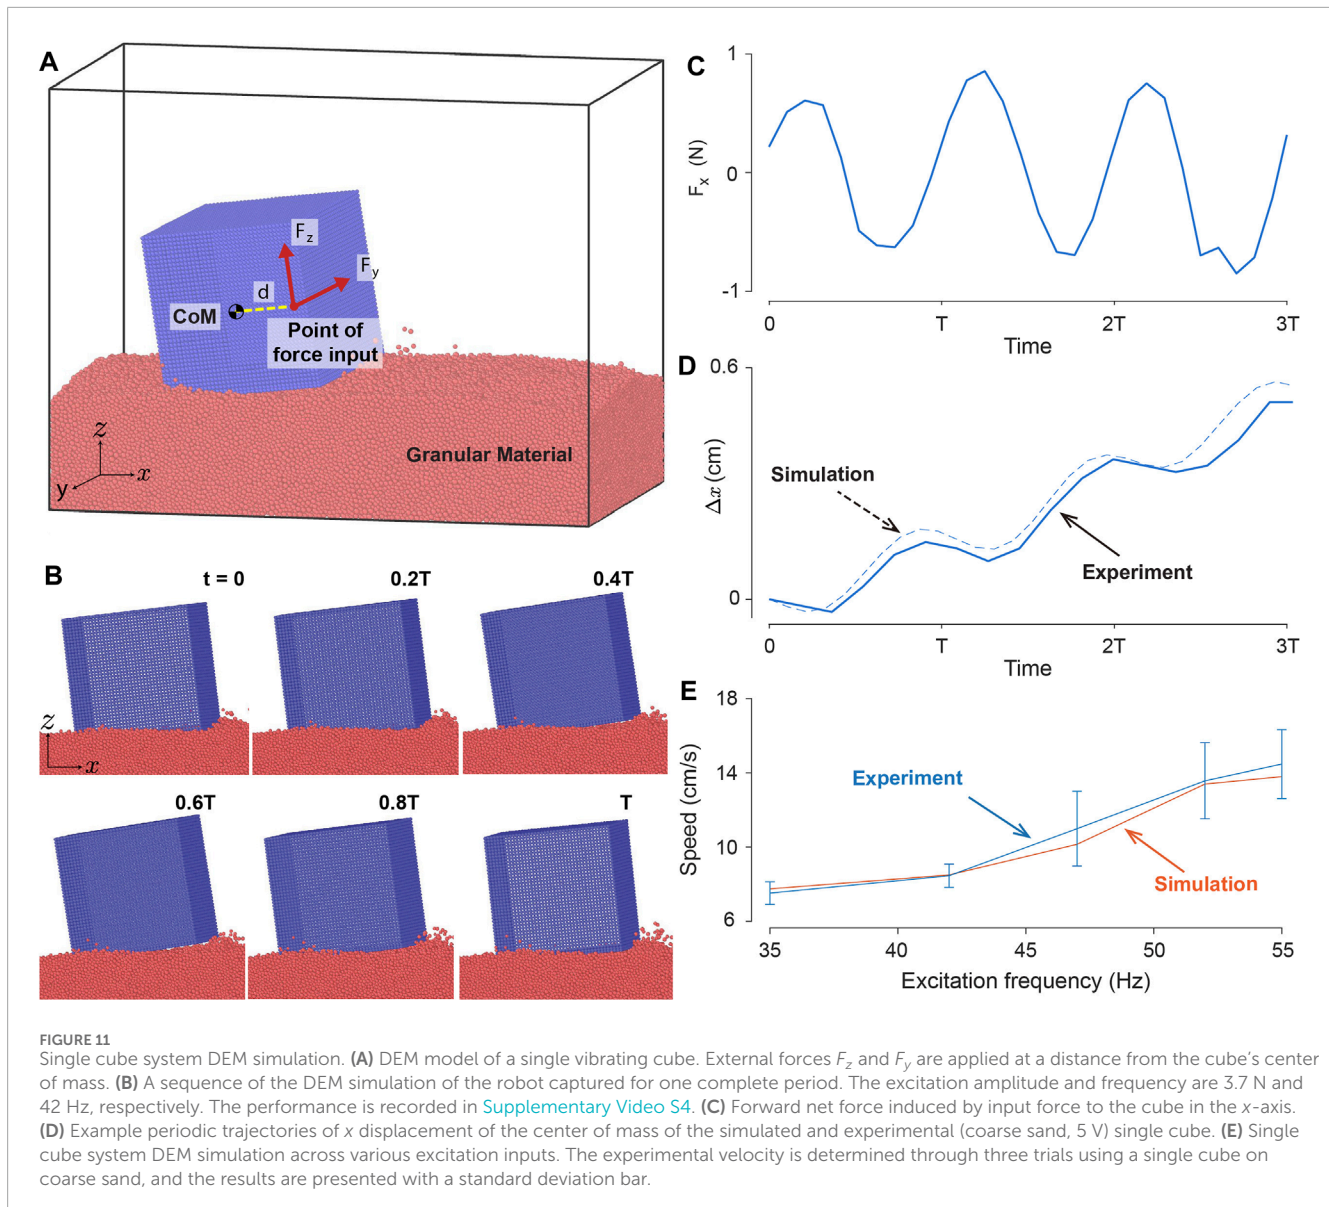 A
F_z
F_y
d
CoM
Point of
force input
z
x
y
Granular Material
B
t = 0
0.2T
0.4T
z
x
0.6T
0.8T
T
C
1
0
-1
F_x (N)
0
T
2T
3T
Time
D
0.6
0
Δx (cm)
Simulation
Experiment
0
T
2T
3T
Time
E
18
14
10
6
Speed (cm/s)
Experiment
Simulation
35
40
45
50
55
Excitation frequency (Hz)
FIGURE 11
Single cube system DEM simulation. (A) DEM model of a single vibrating cube. External forces F_z and F_y are applied at a distance from the cube's center
of mass. (B) A sequence of the DEM simulation of the robot captured for one complete period. The excitation amplitude and frequency are 3.7 N and
42 Hz, respectively. The performance is recorded in Supplementary Video S4. (C) Forward net force induced by input force to the cube in the x-axis.
(D) Example periodic trajectories of x displacement of the center of mass of the simulated and experimental (coarse sand, 5 V) single cube. (E) Single
cube system DEM simulation across various excitation inputs. The experimental velocity is determined through three trials using a single cube on
coarse sand, and the results are presented with a standard deviation bar.